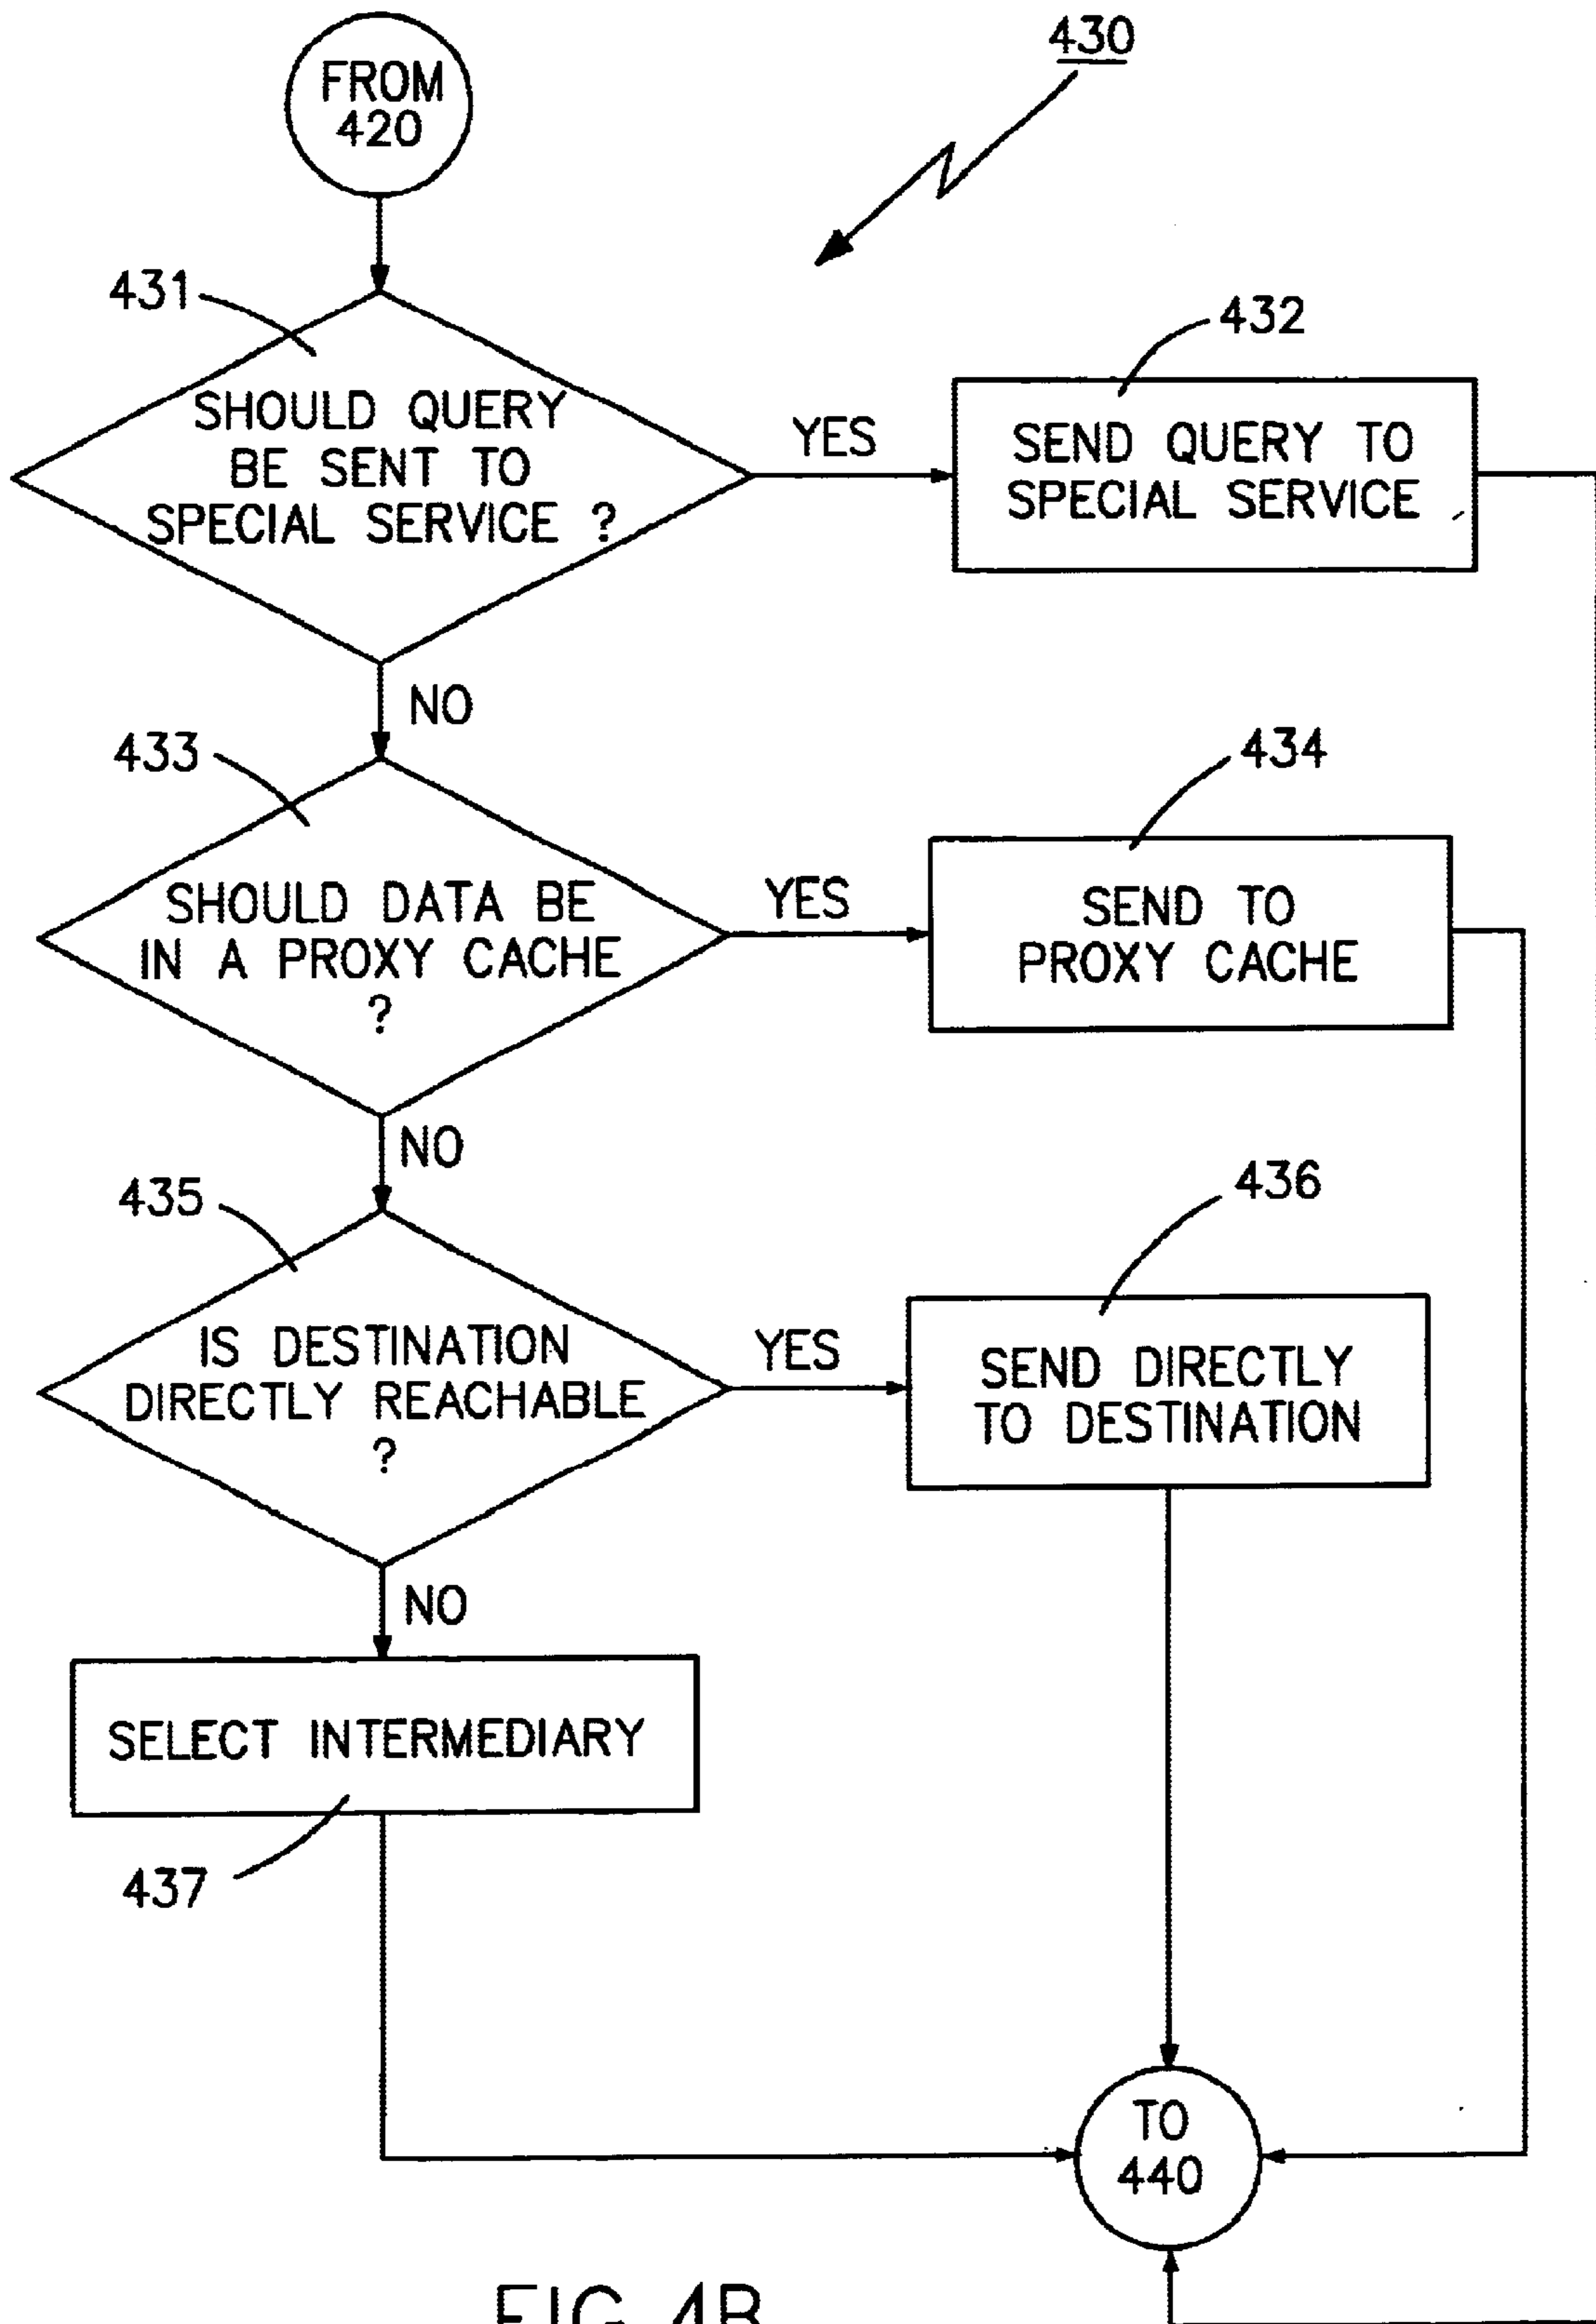 FROM
420
430
431
SHOULD QUERY
BE SENT TO
SPECIAL SERVICE ?
YES
432
SEND QUERY TO
SPECIAL SERVICE
NO
433
SHOULD DATA BE
IN A PROXY CACHE
?
YES
434
SEND TO
PROXY CACHE
NO
435
IS DESTINATION
DIRECTLY REACHABLE
?
YES
436
SEND DIRECTLY
TO DESTINATION
NO
SELECT INTERMEDIARY
437
TO
440
FIG. 4B